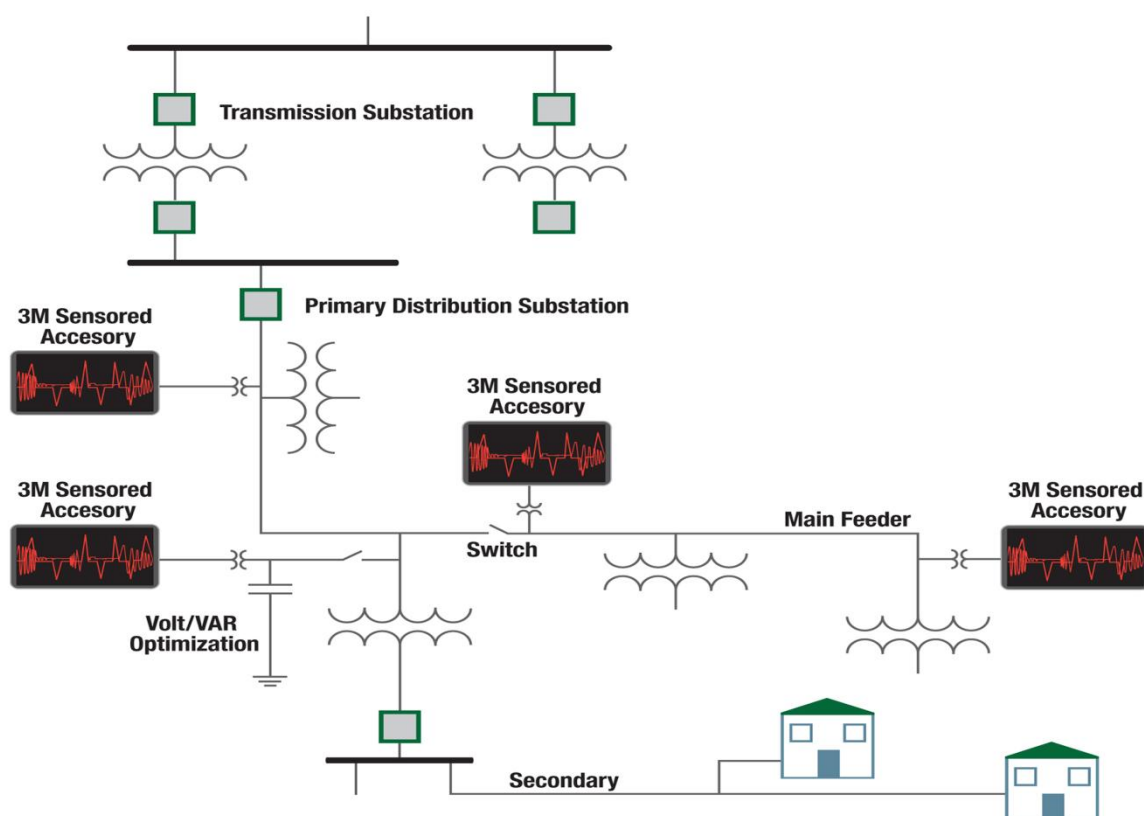 Transmission Substation
Primary Distribution Substation
3M Sensored
Accesory
3M Sensored
Accesory
3M Sensored
Accesory
Main Feeder
3M Sensored
Accesory
Switch
Volt/VAR
Optimization
Secondary